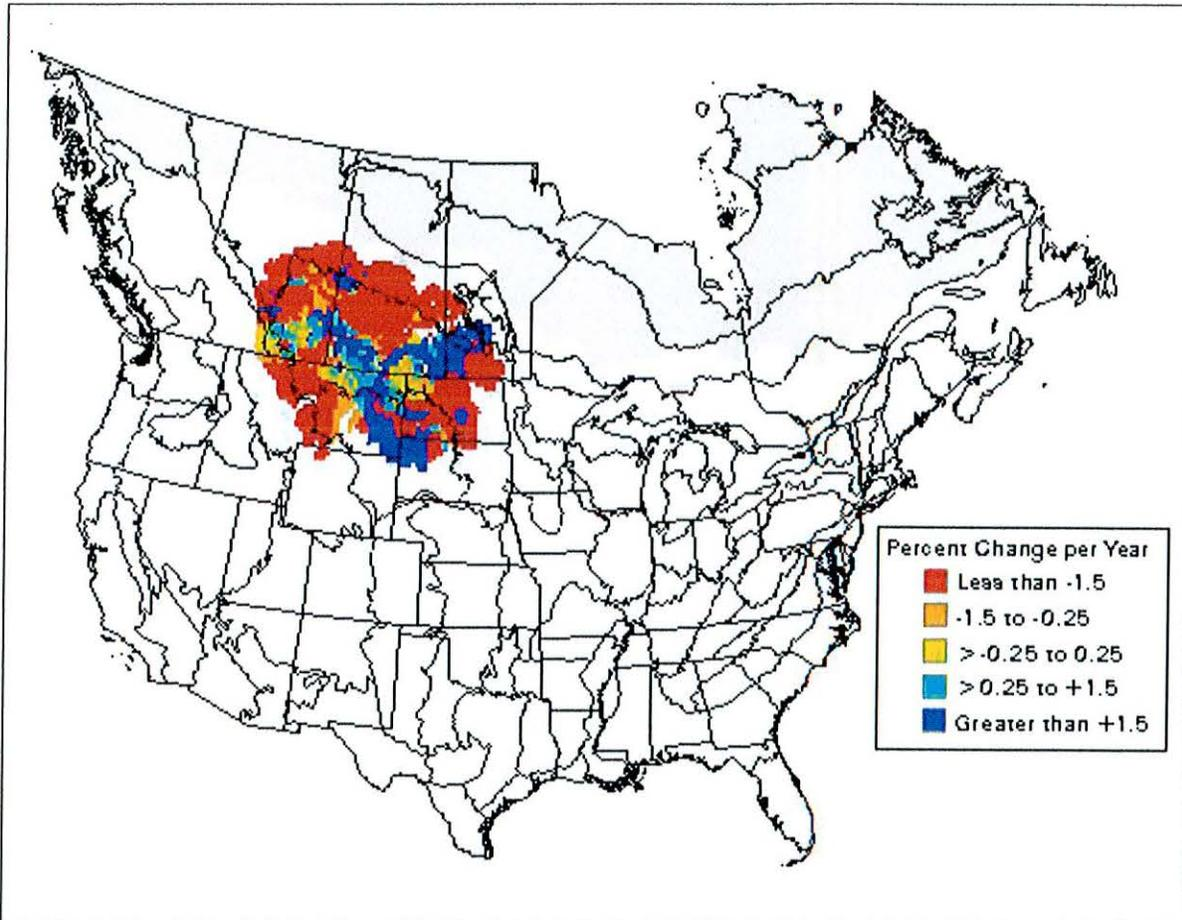 Percent Change per Year
Less than -1.5
-1.5 to -0.25
> -0.25 to 0.25
> 0.25 to +1.5
Greater than +1.5